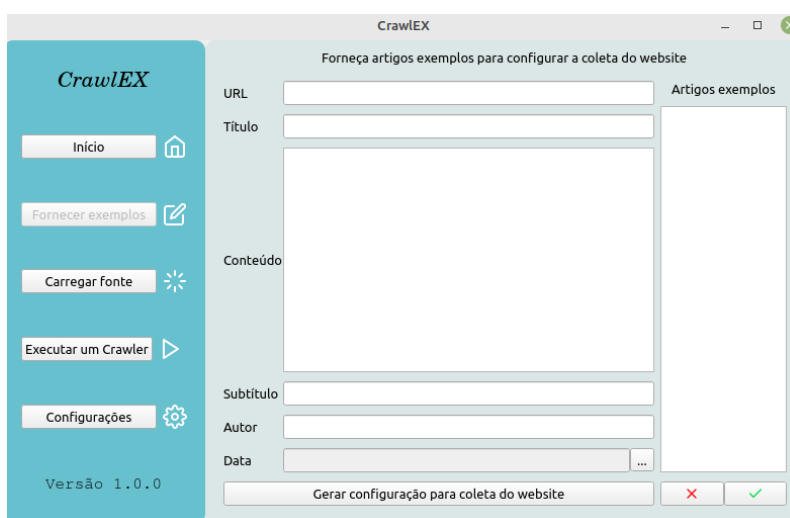 CrawlEX
CrawlEX
Início
Fornecer exemplos
Carregar fonte
Executar um Crawler
Configurações
Versão 1.0.0
Forneça artigos exemplos para configurar a coleta do website
URL
Título
Conteúdo
Subtítulo
Autor
Data
...
Gerar configuração para coleta do website
Artigos exemplos